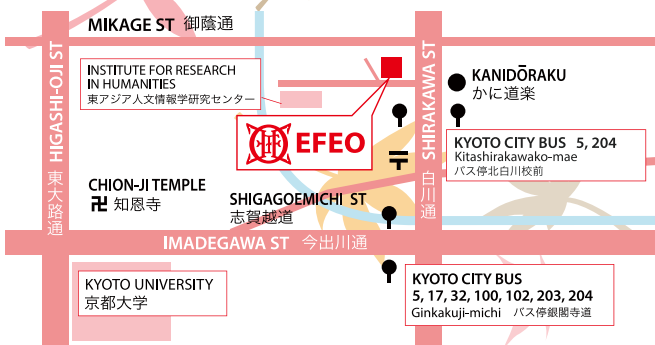 MIKAGE ST 御蔭通
HIGASHI-OJI ST 東大路通
INSTITUTE FOR RESEARCH
IN HUMANITIES
東アジア人文情報学研究センター
EFEO
SHIRAKAWA ST 白川通
KANIDŌRAKU
かに道楽
KYOTO CITY BUS 5, 204
Kitashirakawako-mae
バス停北白川校前
CHION-JI TEMPLE
卍 知恩寺
SHIGAGOEMICHI ST
志賀越道
IMADEGAWA ST 今出川通
KYOTO UNIVERSITY
京都大学
KYOTO CITY BUS
5, 17, 32, 100, 102, 203, 204
Ginkakuji-michi バス停銀閣寺道